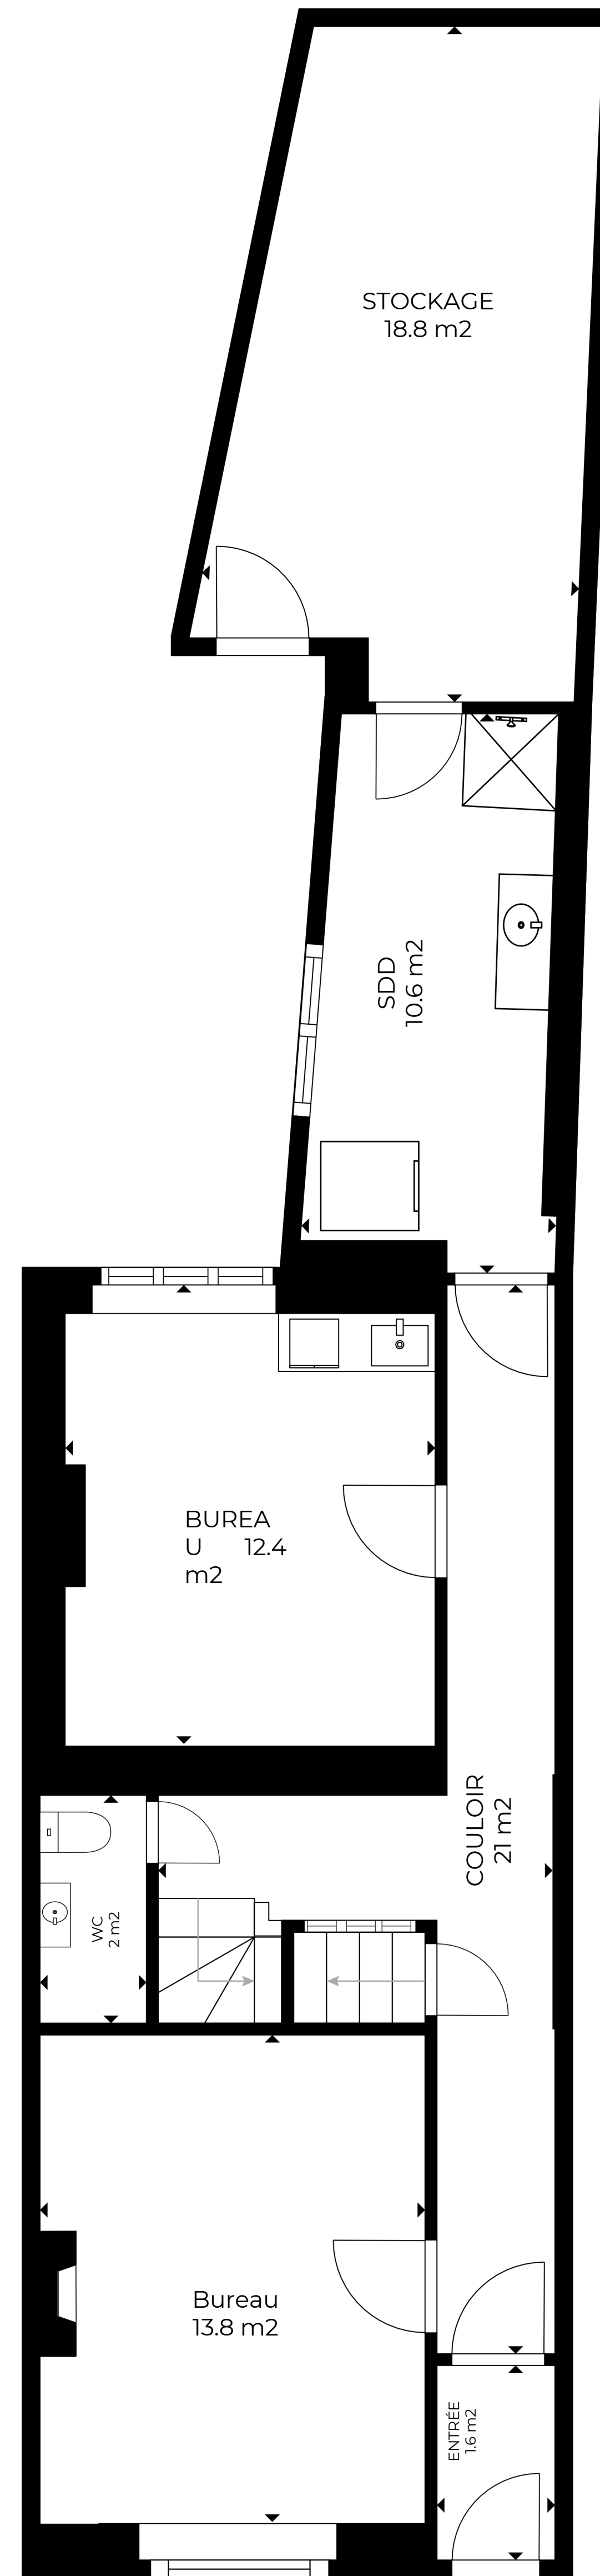 STOCKAGE
18.8 m2
SDD
10.6 m2
BUREA
U 12.4
m2
COULOIR
21 m2
WC
2 m2
Bureau
13.8 m2
ENTRÉE
1.6 m2